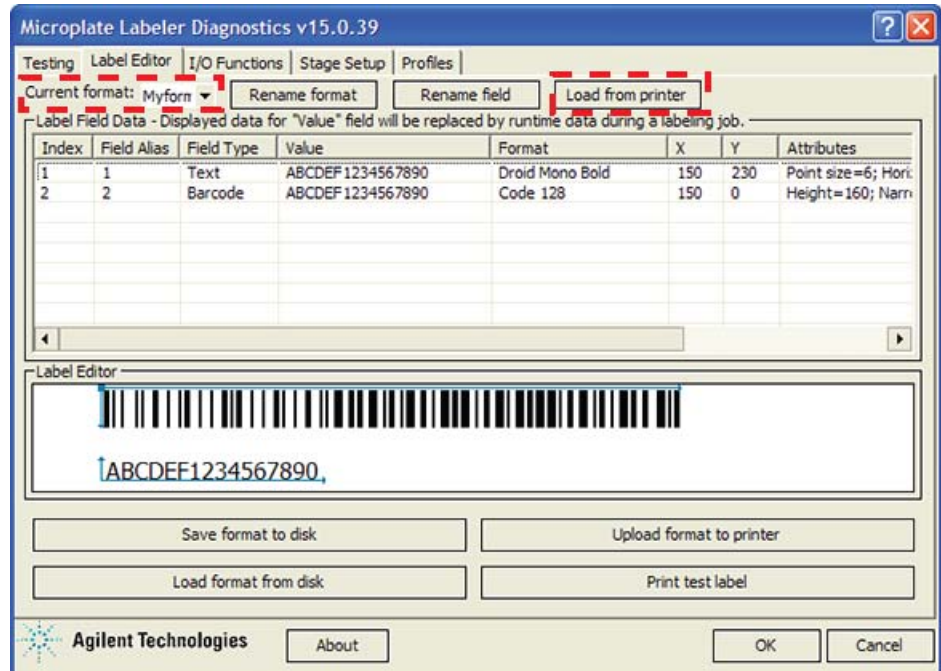 Microplate Labeler Diagnostics v15.0.39
Testing Label Editor I/O Functions Stage Setup Profiles
Current format: Myforn Rename format Rename field Load from printer
Label Field Data - Displayed data for "Value" field will be replaced by runtime data during a labeling job.
Index Field Alias Field Type Value Format X Y Attributes
1 1 Text ABCDEF1234567890 Droid Mono Bold 150 230 Point size=6; Hori
2 2 Barcode ABCDEF1234567890 Code 128 150 0 Height=160; Narr
Label Editor
ABCDEF1234567890
Save format to disk Upload format to printer
Load format from disk Print test label
Agilent Technologies About OK Cancel